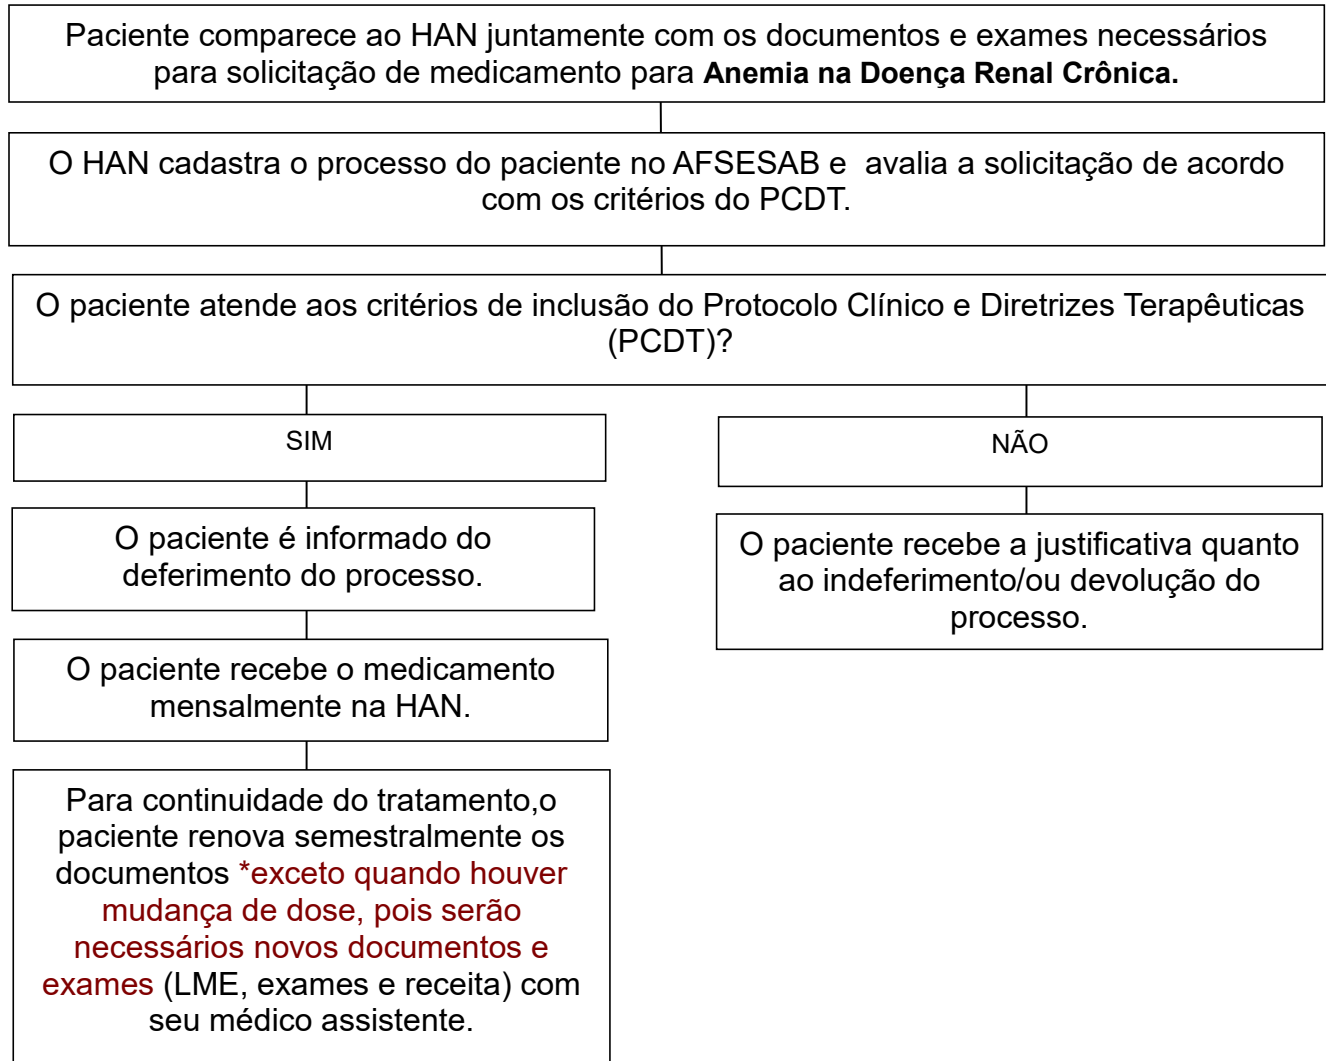 Paciente comparece ao HAN juntamente com os documentos e exames necessários
para solicitação de medicamento para Anemia na Doença Renal Crônica.
O HAN cadastra o processo do paciente no AFSESAB e  avalia a solicitação de acordo
com os critérios do PCDT.
O paciente atende aos critérios de inclusão do Protocolo Clínico e Diretrizes Terapêuticas
(PCDT)?
SIM
O paciente é informado do
deferimento do processo.
O paciente recebe o medicamento
mensalmente na HAN.
Para continuidade do tratamento,o
paciente renova semestralmente os
documentos *exceto quando houver
mudança de dose, pois serão
necessários novos documentos e
exames (LME, exames e receita) com
seu médico assistente.
NÃO
O paciente recebe a justificativa quanto
ao indeferimento/ou devolução do
processo.